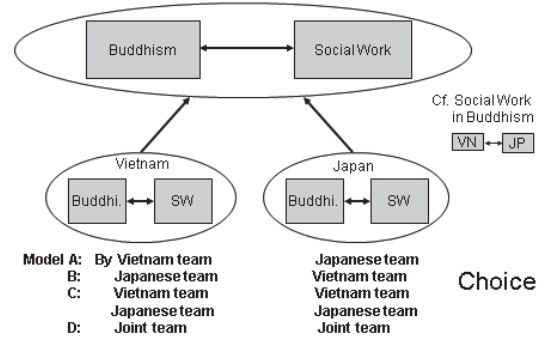 Buddhism
Social Work
Cf. Social Work
in Buddhism
VN
JP
Vietnam
Buddhi.
SW
Japan
Buddhi.
SW
Model A: By Vietnam team Japanese team
B: Japanese team Vietnam team
C: Vietnam team Vietnam team
Japanese team Japanese team
D: Joint team Joint team
Choice